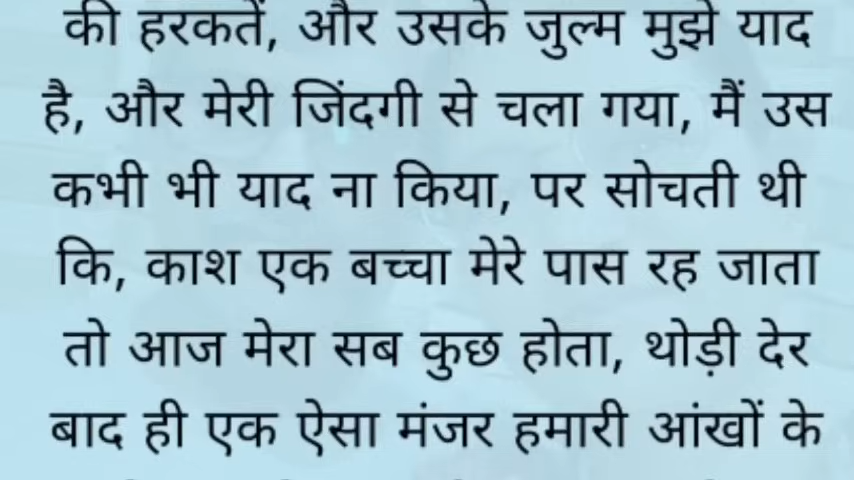 की हरकतें, और उसके जुल्म मुझे याद
है, और मेरी जिंदगी से चला गया, मैं उस
कभी भी याद ना किया, पर सोचती थी
कि, काश एक बच्चा मेरे पास रह जाता
तो आज मेरा सब कुछ होता, थोड़ी देर
बाद ही एक ऐसा मंजर हमारी आंखों के